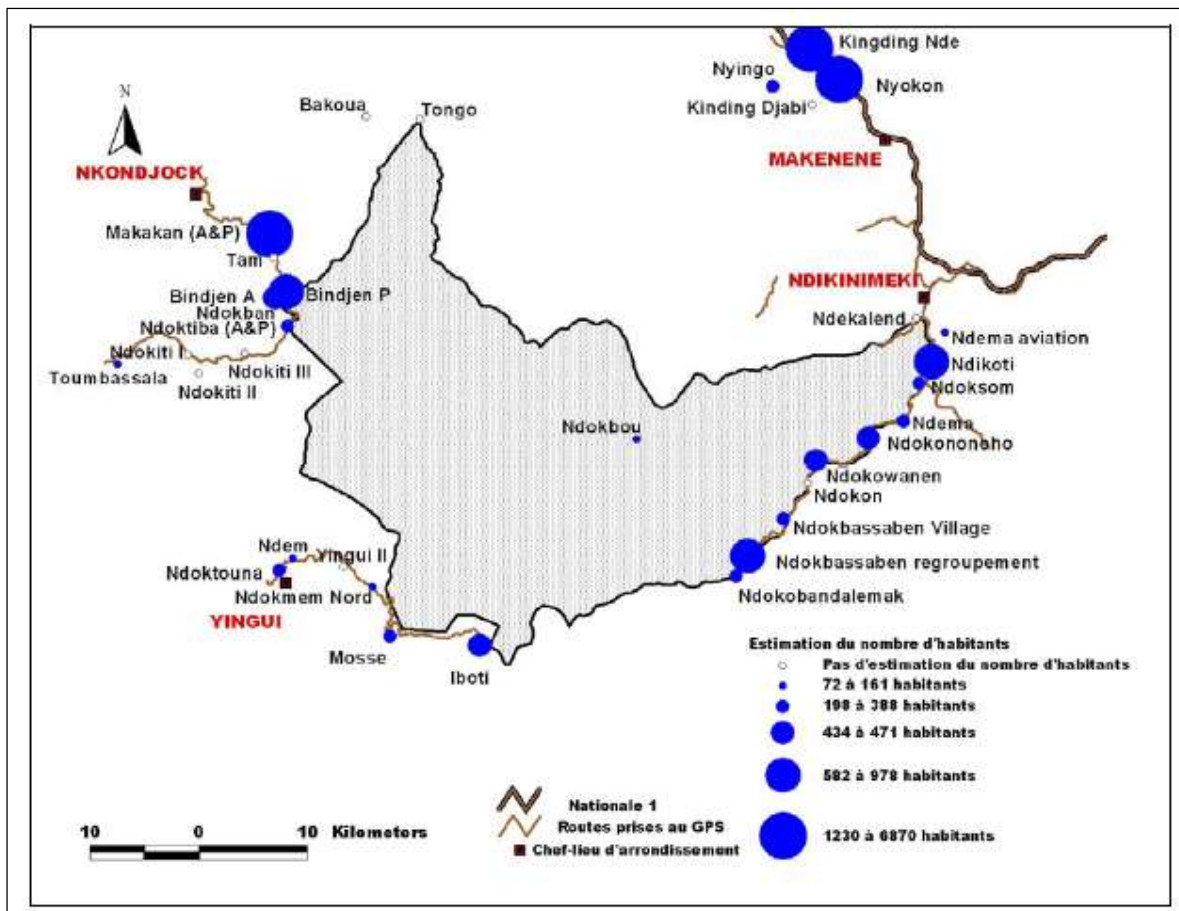 Kingding Nde
Nyingo
Nyokon
Kinding Djabi
Bakoua
Tongo
N
MAKENENE
NKONDJOCK
Makakan (A&P)
Tam
NDIKINIMEKI
Bindjen A
Bindjen P
Ndokban
Ndoktiba (A&P)
Ndekalend
Ndema aviation
Ndokiti I
Ndokiti III
Toumbassala
Ndokiti II
Ndikoti
Ndoksom
Ndokbou
Ndema
Ndokononoho
Ndokowanen
Ndokon
Ndokbassaben Village
Ndem
Yingui II
Ndoktouna
Ndokmem Nord
Ndokbassaben regroupement
Ndokobandalemak
YINGUI
Mosse
Iboti
Estimation du nombre d'habitants
Pas d'estimation du nombre d'habitants
72 à 161 habitants
198 à 388 habitants
434 à 471 habitants
582 à 978 habitants
1230 à 6870 habitants
Nationale 1
Routes prises au GPS
Chef-lieu d'arrondissement
10 0 10 Kilometers